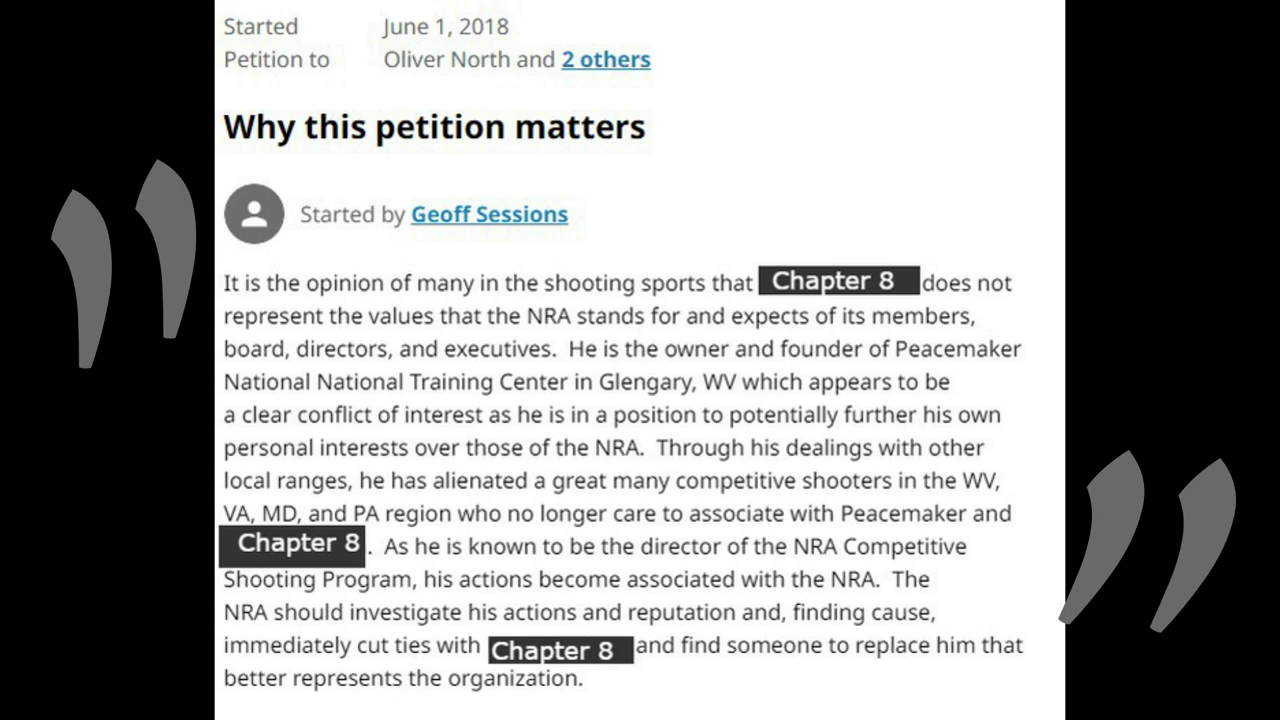 Started June 1, 2018
Petition to Oliver North and 2 others
Why this petition matters
Started by Geoff Sessions
It is the opinion of many in the shooting sports that Chapter 8 does not
represent the values that the NRA stands for and expects of its members,
board, directors, and executives.  He is the owner and founder of Peacemaker
National National Training Center in Glengary, WV which appears to be
a clear conflict of interest as he is in a position to potentially further his own
personal interests over those of the NRA.  Through his dealings with other
local ranges, he has alienated a great many competitive shooters in the WV,
VA, MD, and PA region who no longer care to associate with Peacemaker and
Chapter 8.  As he is known to be the director of the NRA Competitive
Shooting Program, his actions become associated with the NRA.  The
NRA should investigate his actions and reputation and, finding cause,
immediately cut ties with Chapter 8 and find someone to replace him that
better represents the organization.